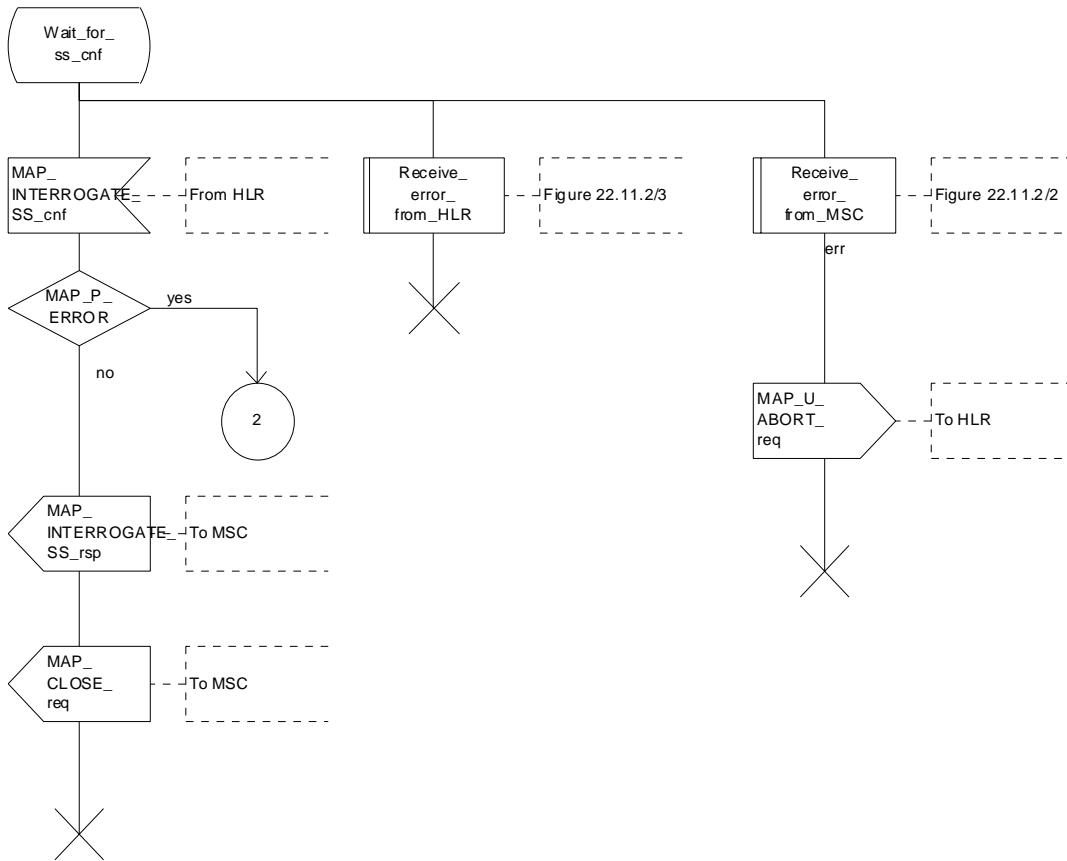 Wait_for_
ss_cnf
MAP_
INTERROGATE_
SS_cnf
From HLR
Receive_
error_
from_HLR
Figure 22.11.2/3
Receive_
error_
from_MSC
Figure 22.11.2/2
err
MAP_P_
ERROR
yes
no
2
MAP_U_
ABORT_
req
To HLR
MAP_
INTERROGATE_
SS_rsp
To MSC
MAP_
CLOSE_
req
To MSC